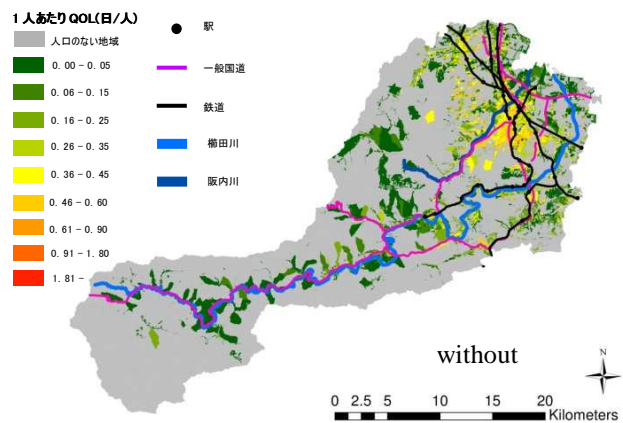 1人あたりQOL(日/人)
人口のない地域
0.00 - 0.05
0.06 - 0.15
0.16 - 0.25
0.26 - 0.35
0.36 - 0.45
0.46 - 0.60
0.61 - 0.90
0.91 - 1.80
1.81 -
駅
一般国道
鉄道
櫛田川
阪内川
without
N
0 2.5 5 10 15 20
Kilometers